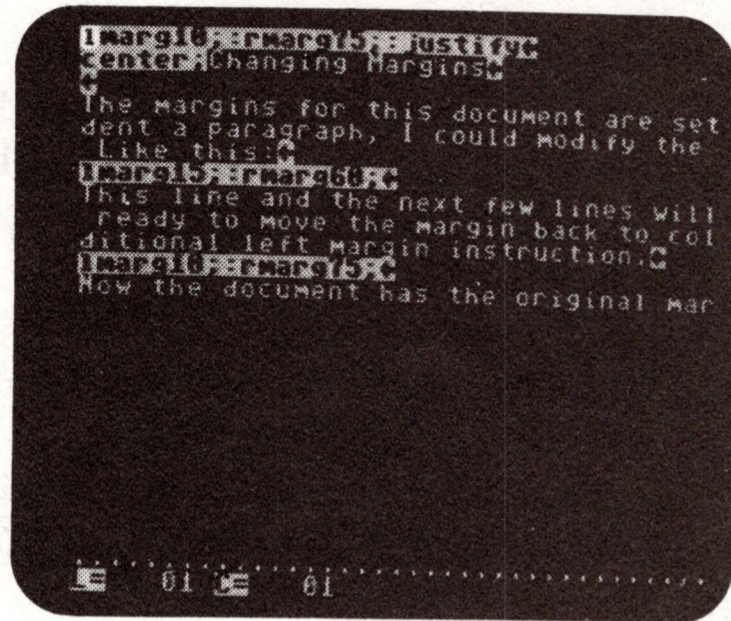 lmarg10;:rmarg75;:justify
center;Changing Margins
The margins for this document are set
dent a paragraph, I could modify the
Like this:
lmarg15;:rmarg60;
This line and the next few lines will
ready to move the margin back to col
ditional left margin instruction.
lmarg10;:rmarg75;
Now the document has the original mar
01 01